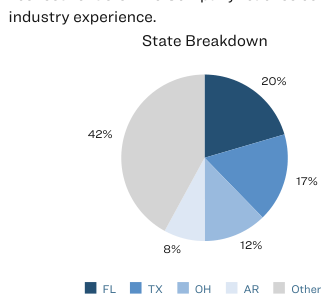 industry experience.
State Breakdown
20%
42%
17%
12%
8%
FL TX OH AR Other